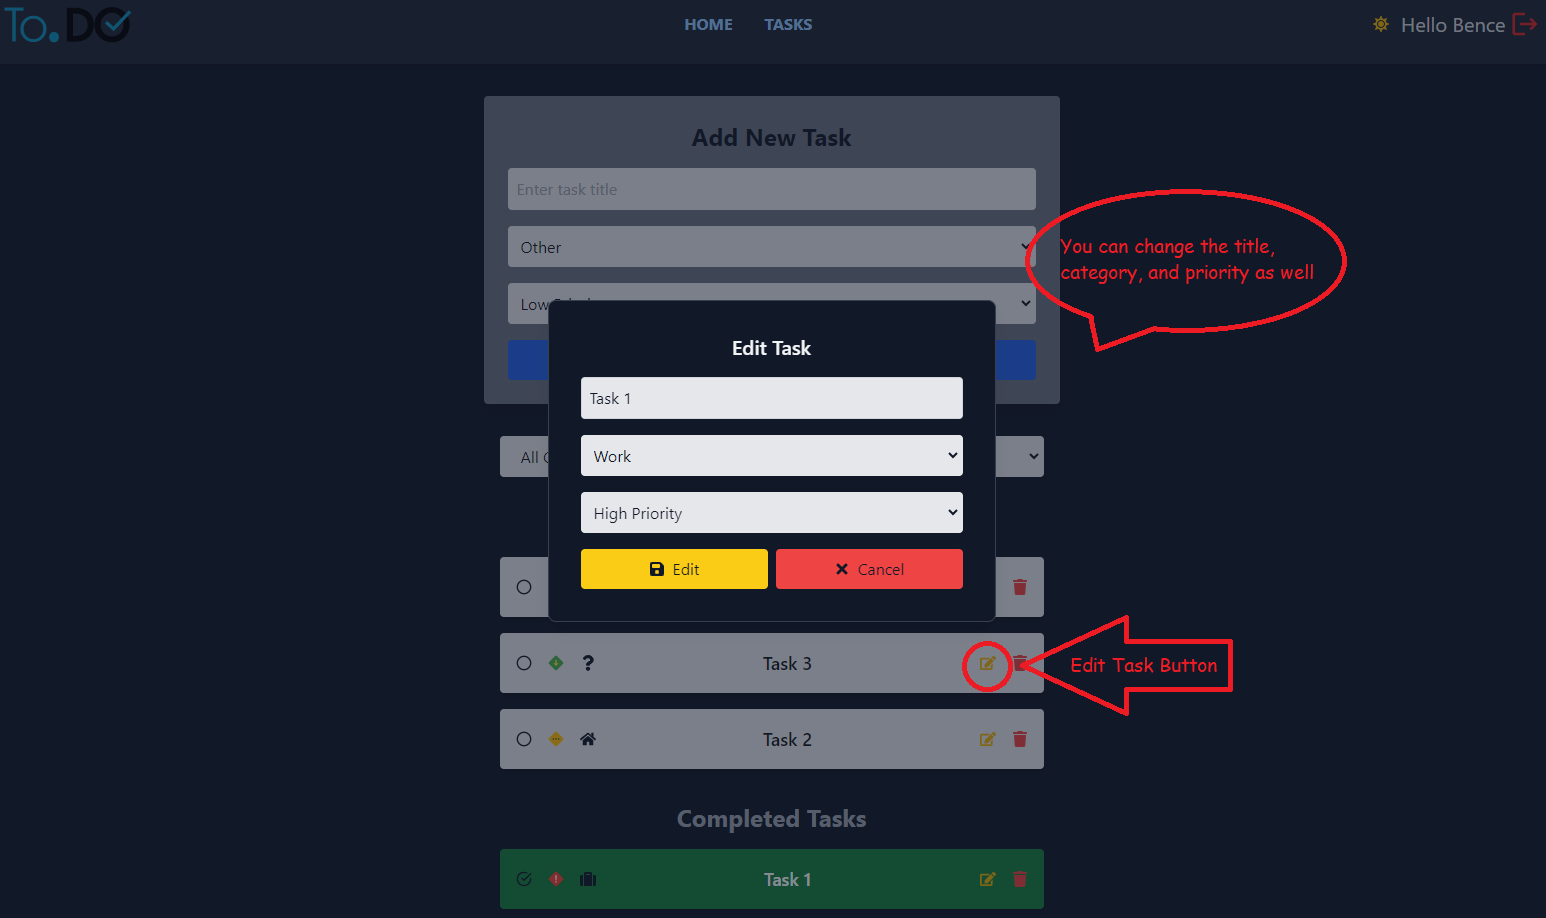 To.DO
HOME
TASKS
Hello Bence
Add New Task
Enter task title
Other
You can change the title,
category, and priority as well
Low
Edit Task
Task 1
All
Work
High Priority
Edit
Cancel
Task 3
Edit Task Button
Task 2
Completed Tasks
Task 1